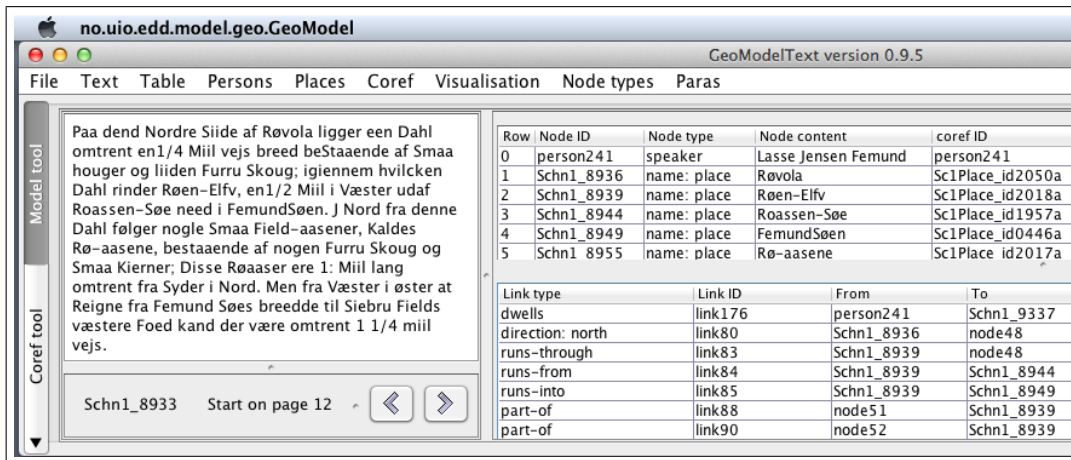 no.uio.edd.model.geo.GeoModel
GeoModelText version 0.9.5
File Text Table Persons Places Coref Visualisation Node types Paras
Model tool
Coref tool
Paa dend Nordre Siide af Røvola ligger een Dahl
omtrent en1/4 Miil vejs breed beStaaende af Smaa
houger og liiden Furru Skoug; igiennem hvilcken
Dahl rinder Røen-Elfv, en1/2 Miil i Væster udaf
Roassen-Søe need i FemundSøen. J Nord fra denne
Dahl følger nogle Smaa Field-aasener, Kaldes
Rø-aasene, bestaaende af nogen Furru Skoug og
Smaa Kierner; Disse Røaaser ere 1: Miil lang
omtrent fra Syder i Nord. Men fra Væster i øster at
Reigne fra Femund Søes breedde til Siebru Fields
væstere Foed kand der være omtrent 1 1/4 miil
vejs.
Schn1_8933 Start on page 12
Row Node ID Node type Node content coref ID
0 person241 speaker Lasse Jensen Femund person241
1 Schn1_8936 name: place Røvola Sc1Place_id2050a
2 Schn1_8939 name: place Røen-Elfv Sc1Place_id2018a
3 Schn1_8944 name: place Roassen-Søe Sc1Place_id1957a
4 Schn1_8949 name: place FemundSøen Sc1Place_id0446a
5 Schn1_8955 name: place Rø-aasene Sc1Place_id2017a
Link type Link ID From To
dwells link176 person241 Schn1_9337
direction: north link80 Schn1_8936 node48
runs-through link83 Schn1_8939 node48
runs-from link84 Schn1_8939 Schn1_8944
runs-into link85 Schn1_8939 Schn1_8949
part-of link88 node51 Schn1_8939
part-of link90 node52 Schn1_8939